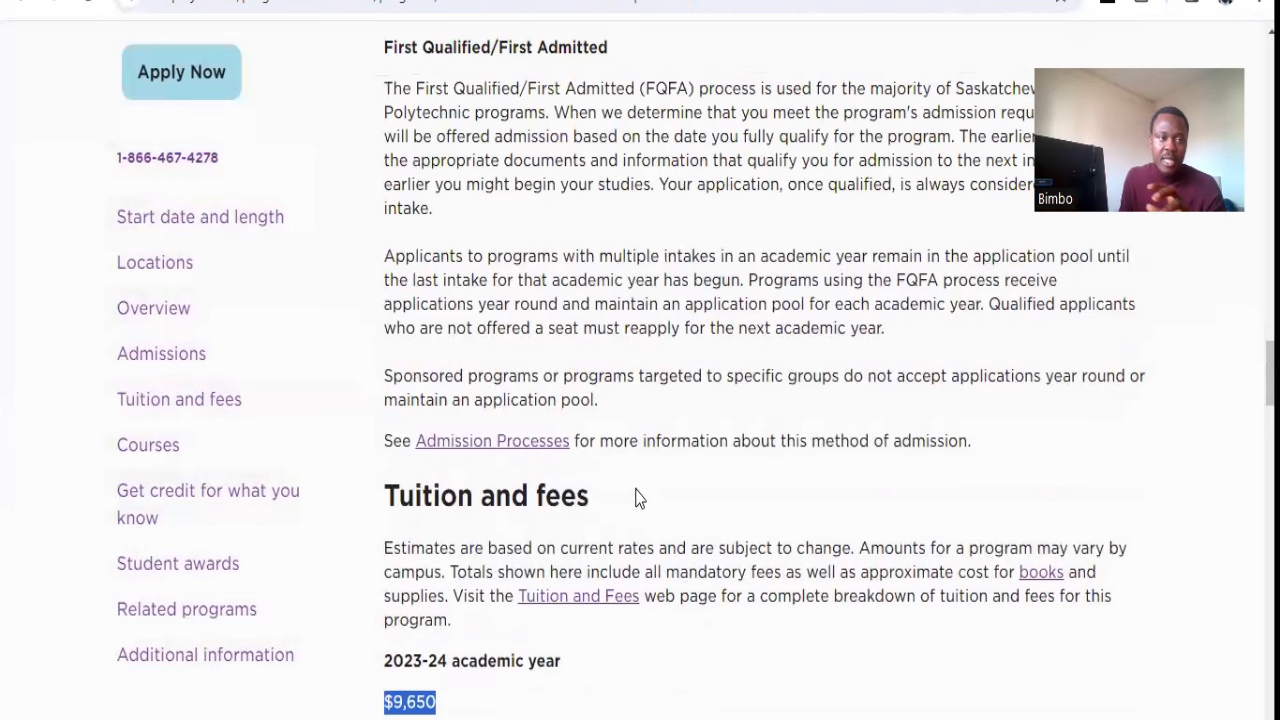 Apply Now
1-866-467-4278
Start date and length
Locations
Overview
Admissions
Tuition and fees
Courses
Get credit for what you
know
Student awards
Related programs
Additional information
First Qualified/First Admitted
The First Qualified/First Admitted (FQFA) process is used for the majority of
Polytechnic programs. When we determine that you meet the program's admission
will be offered admission based on the date you fully qualify for the program. The
the appropriate documents and information that qualify you for admission to the next
earlier you might begin your studies. Your application, once qualified, is always
intake.
Applicants to programs with multiple intakes in an academic year remain in the application pool until
the last intake for that academic year has begun. Programs using the FQFA process receive
applications year round and maintain an application pool for each academic year. Qualified applicants
who are not offered a seat must reapply for the next academic year.
Sponsored programs or programs targeted to specific groups do not accept applications year round or
maintain an application pool.
See Admission Processes for more information about this method of admission.
Tuition and fees
Estimates are based on current rates and are subject to change. Amounts for a program may vary by
campus. Totals shown here include all mandatory fees as well as approximate cost for books and
supplies. Visit the Tuition and Fees web page for a complete breakdown of tuition and fees for this
program.
2023-24 academic year
$9,650
Bimbo